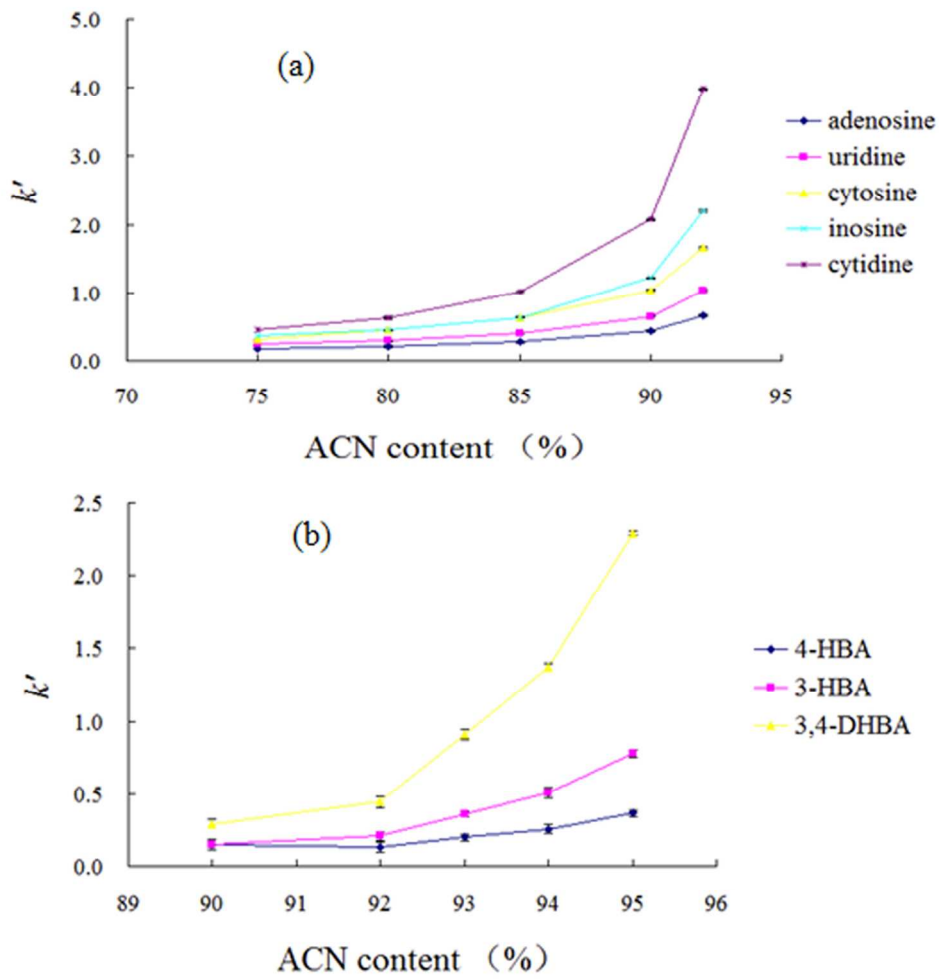 5.0
(a)
4.0
3.0
2.0
1.0
0.0
k'
adenosine
uridine
cytosine
inosine
cytidine
70 75 80 85 90 95
ACN content （%）
2.5
(b)
2.0
1.5
1.0
0.5
0.0
k'
4-HBA
3-HBA
3,4-DHBA
89 90 91 92 93 94 95 96
ACN content （%）